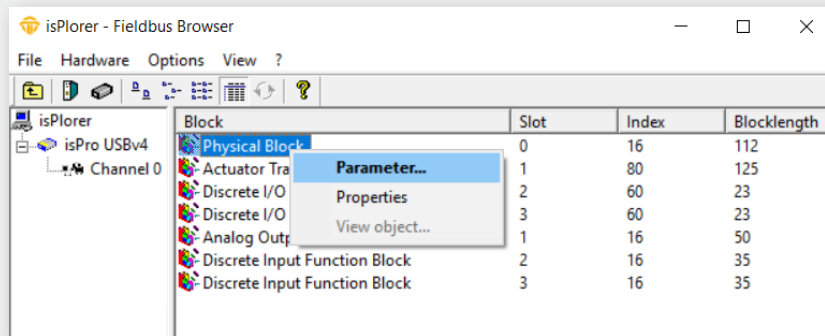 isPlorer - Fieldbus Browser
File Hardware Options View ?
isPlorer
isPro USBv4
Channel 0
Block Slot Index Blocklength
Physical Block 0 16 112
Actuator Tra 1 80 125
Discrete I/O 2 60 23
Discrete I/O 3 60 23
Analog Outp 1 16 50
Discrete Input Function Block 2 16 35
Discrete Input Function Block 3 16 35
Parameter...
Properties
View object...